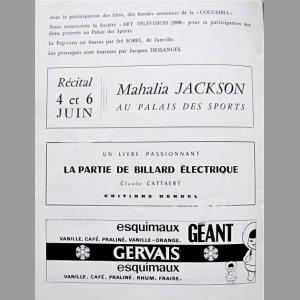 Avec le participation des films, des bandes annonces de la "COLUMBIA"
Nous remercions la Société «ART TÉLÉVISION 2000» pour sa participation aux
films projetés au Palais des Sports.
Le Pop-corn est fourni par Jif SOREL, de Janville.
Les perruques sont fournies par Jacques DESSANGES.
Récital
4 et 6
JUIN
Mahalia JACKSON
AU PALAIS DES SPORTS
UN LIVRE PASSIONNANT
LA PARTIE DE BILLARD ÉLECTRIQUE
Claude CATTAERT
EDITIONS DENOEL
esquimaux GÉANT
VANILLE, CAFÉ, PRALINÉ, VANILLE-ORANGE.
GERVAIS
esquimaux
VANILLE, CAFÉ, PRALINÉ, RHUM, FRAISE.